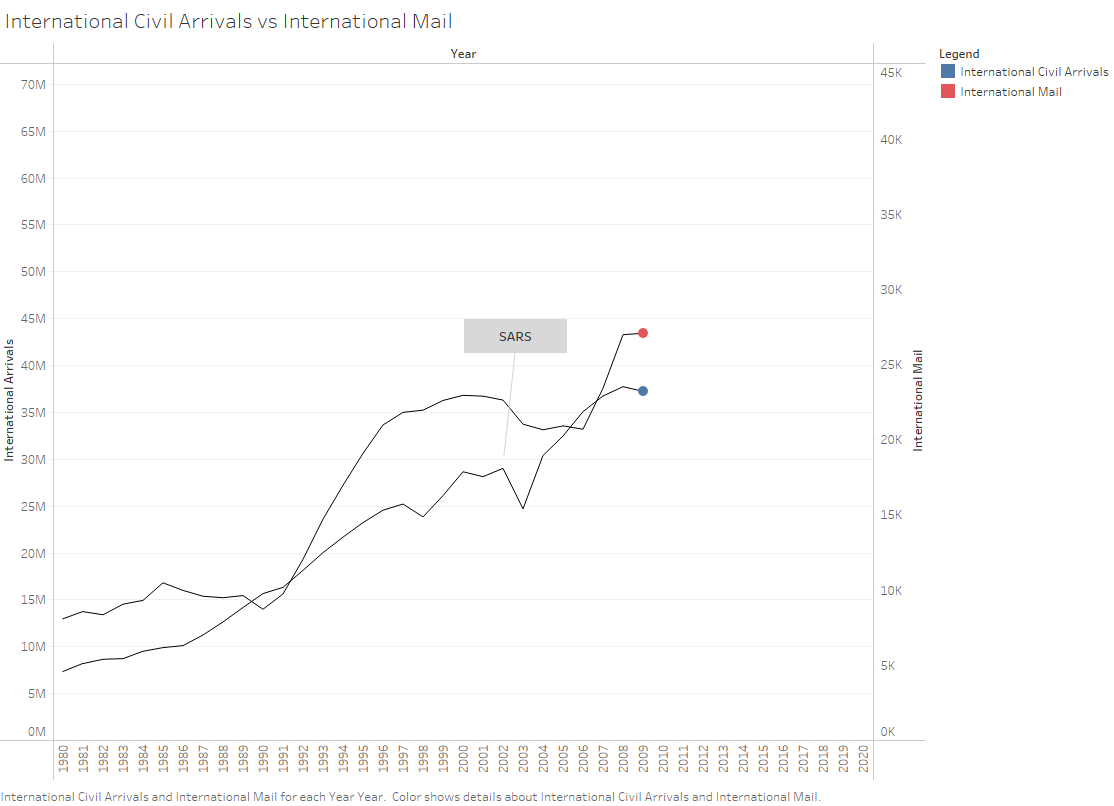 International Civil Arrivals vs International Mail
Year
Legend
International Civil Arrivals
International Mail
70M
65M
60M
55M
50M
45M
40M
35M
30M
25M
20M
15M
10M
5M
0M
International Arrivals
SARS
45K
40K
35K
30K
25K
20K
15K
10K
5K
0K
International Mail
1980
1981
1982
1983
1984
1985
1986
1987
1988
1989
1990
1991
1992
1993
1994
1995
1996
1997
1998
1999
2000
2001
2002
2003
2004
2005
2006
2007
2008
2009
2010
2011
2012
2013
2014
2015
2016
2017
2018
2019
2020
International Civil Arrivals and International Mail for each Year Year. Color shows details about International Civil Arrivals and International Mail.